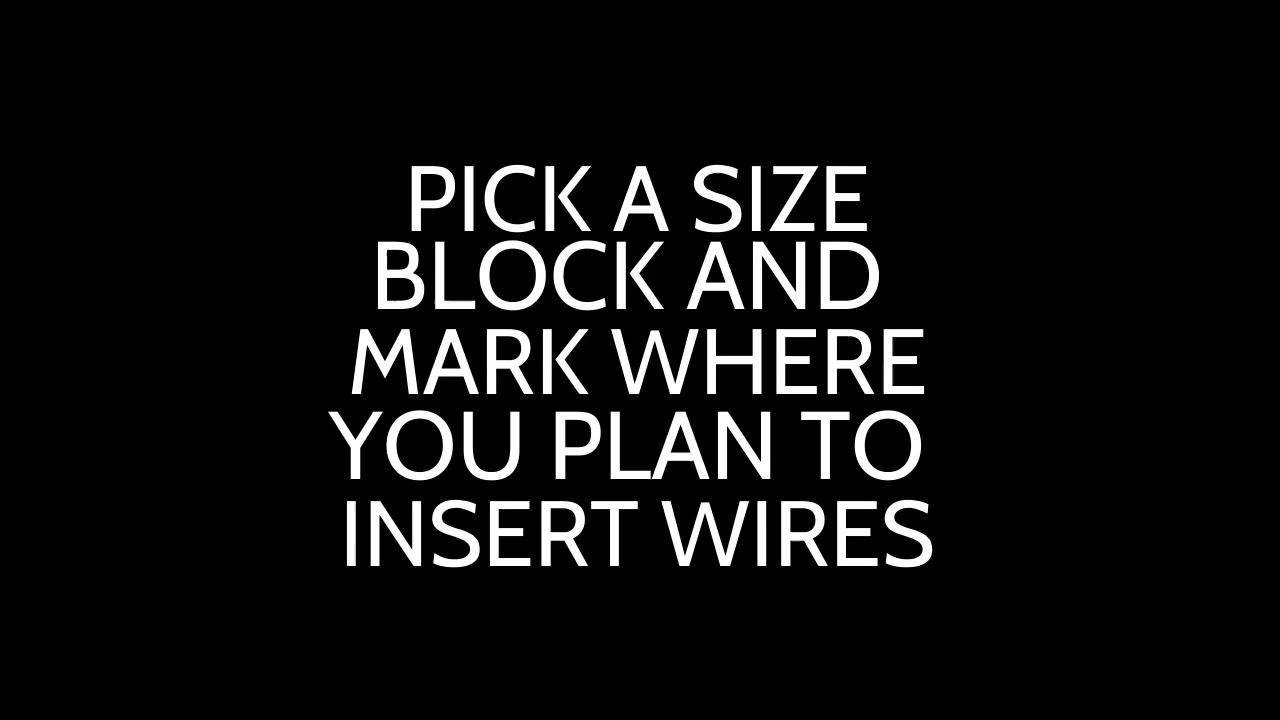 PICK A SIZE
BLOCK AND
MARK WHERE
YOU PLAN TO
INSERT WIRES